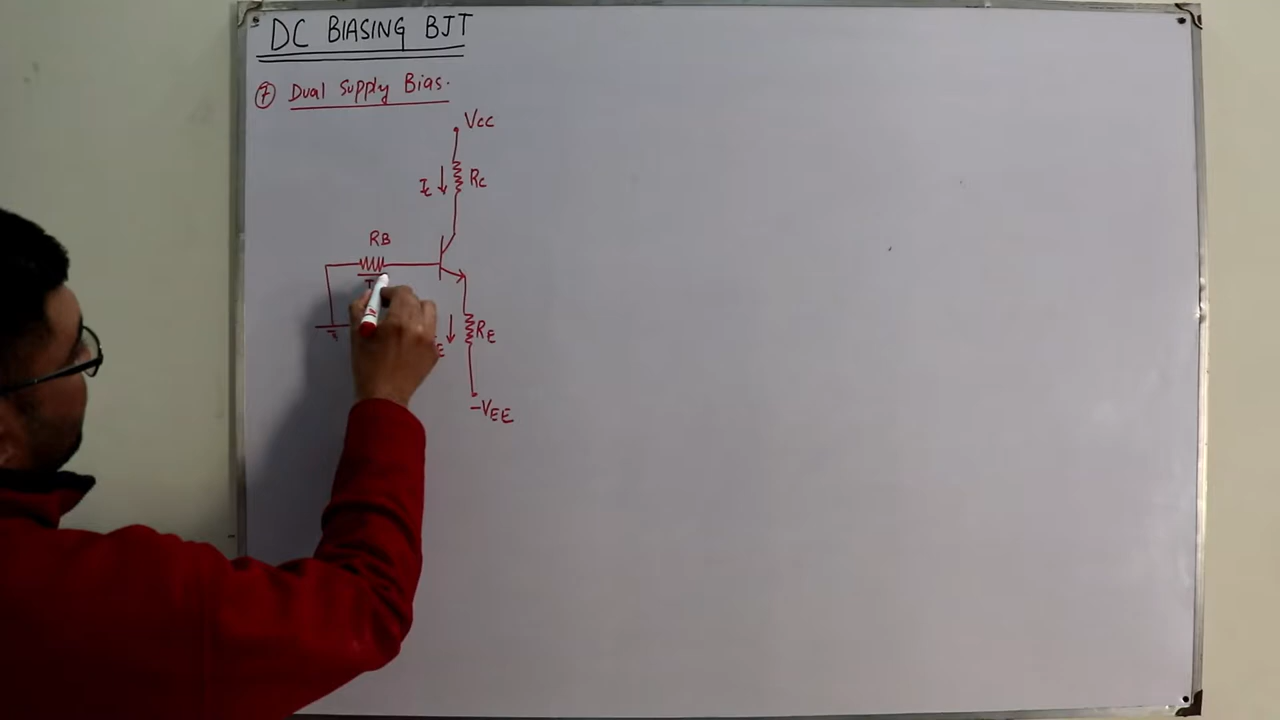 DC BIASING BJT
⑦ Dual Supply Bias.
VCC
IC RC
RB
RE
-VEE